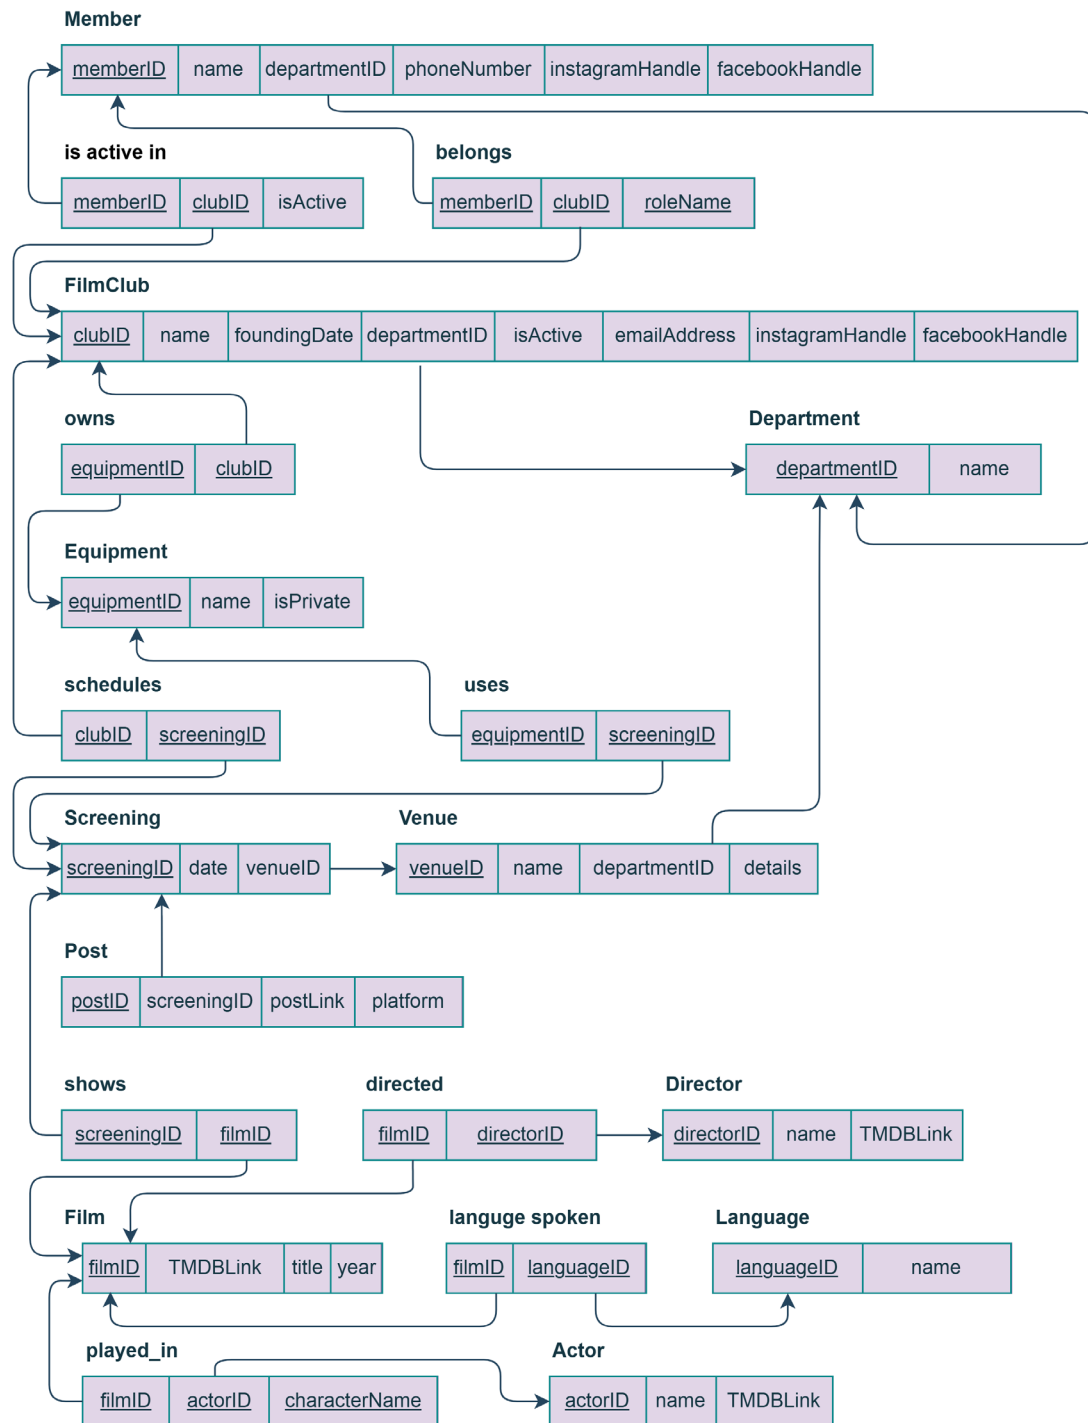 Member
memberID name departmentID phoneNumber instagramHandle facebookHandle
is active in belongs
memberID clubID isActive memberID clubID roleName
FilmClub
clubID name foundingDate departmentID isActive emailAddress instagramHandle facebookHandle
owns Department
equipmentID clubID departmentID name
Equipment
equipmentID name isPrivate
schedules uses
clubID screeningID equipmentID screeningID
Screening Venue
screeningID date venueID venueID name departmentID details
Post
postID screeningID postLink platform
shows directed Director
screeningID filmID filmID directorID directorID name TMDBLink
Film languge spoken Language
filmID TMDBLink title year filmID languageID languageID name
played_in Actor
filmID actorID characterName actorID name TMDBLink